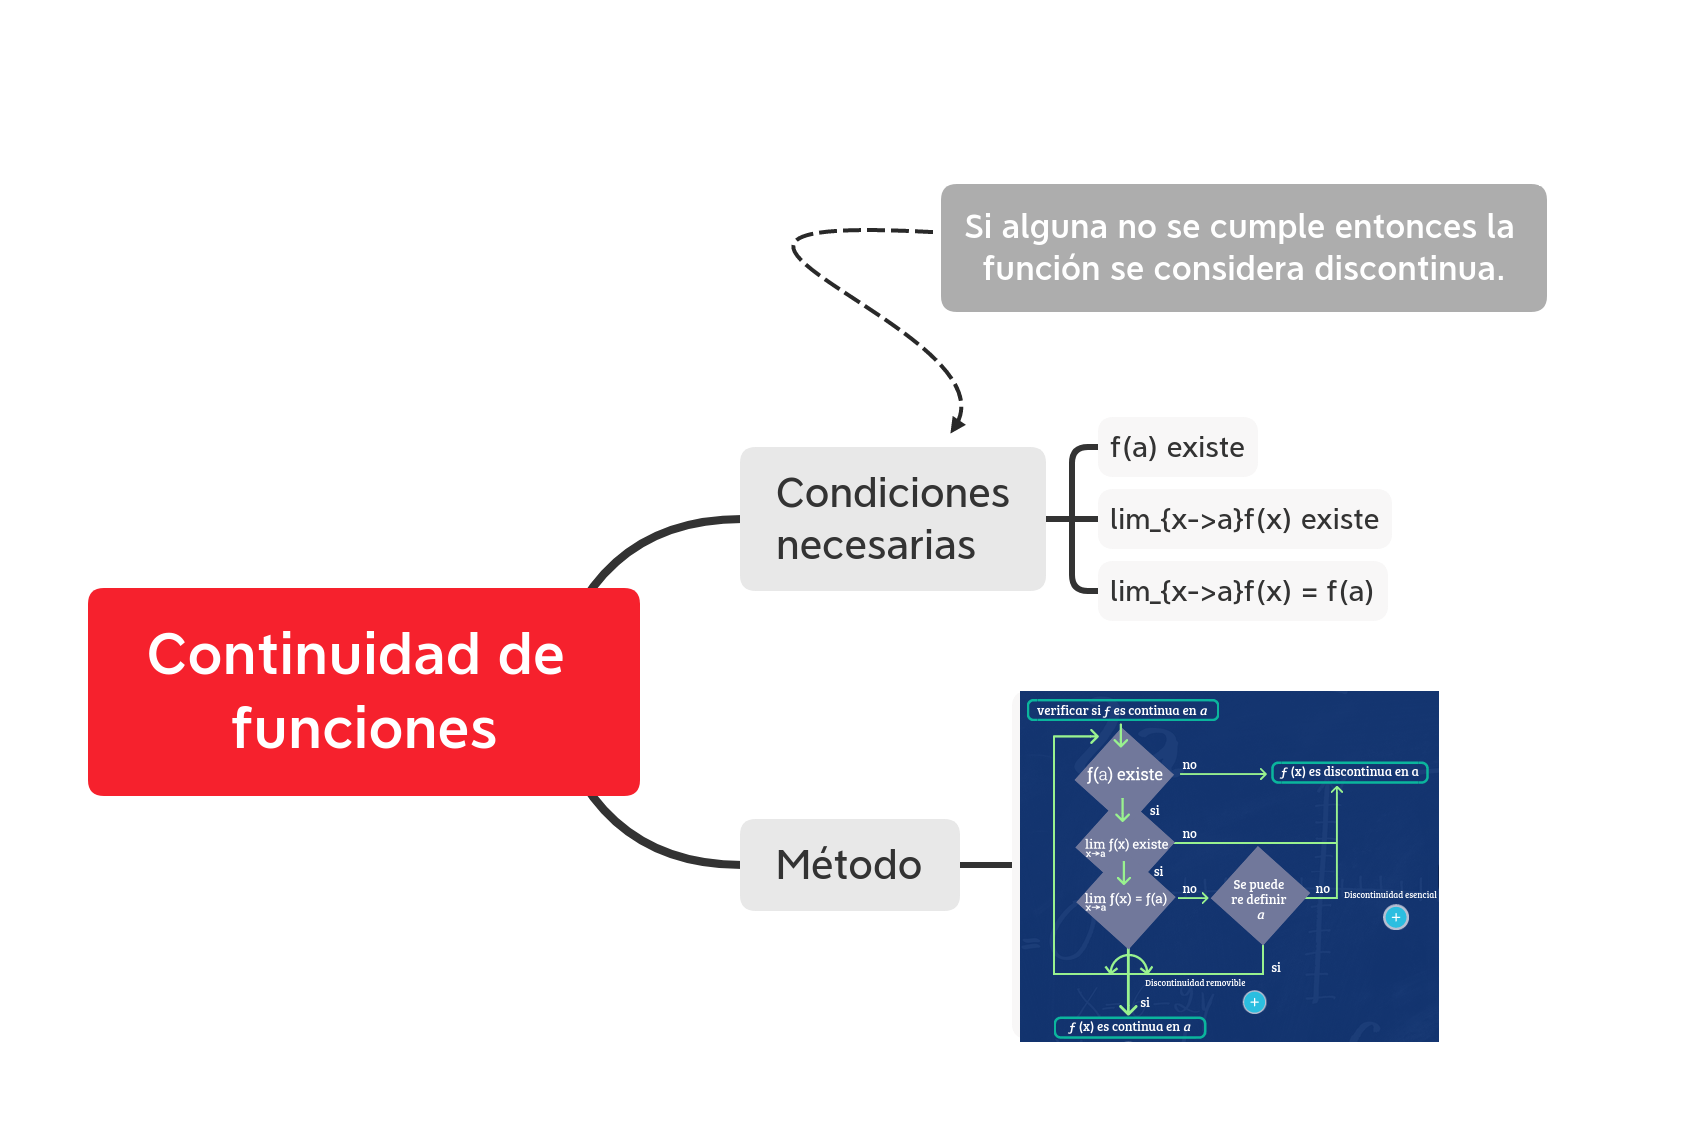 Si alguna no se cumple entonces la
función se considera discontinua.
Condiciones
necesarias
f(a) existe
lim_{x->a}f(x) existe
lim_{x->a}f(x) = f(a)
Continuidad de
funciones
Método
verificar si f es continua en a
f(a) existe
no
f (x) es discontinua en a
si
lim f(x) existe
x→a
no
si
lim f(x) = f(a)
x→a
no
Se puede
re definir
a
no
Discontinuidad esencial
+
si
Discontinuidad removible
+
si
f (x) es continua en a